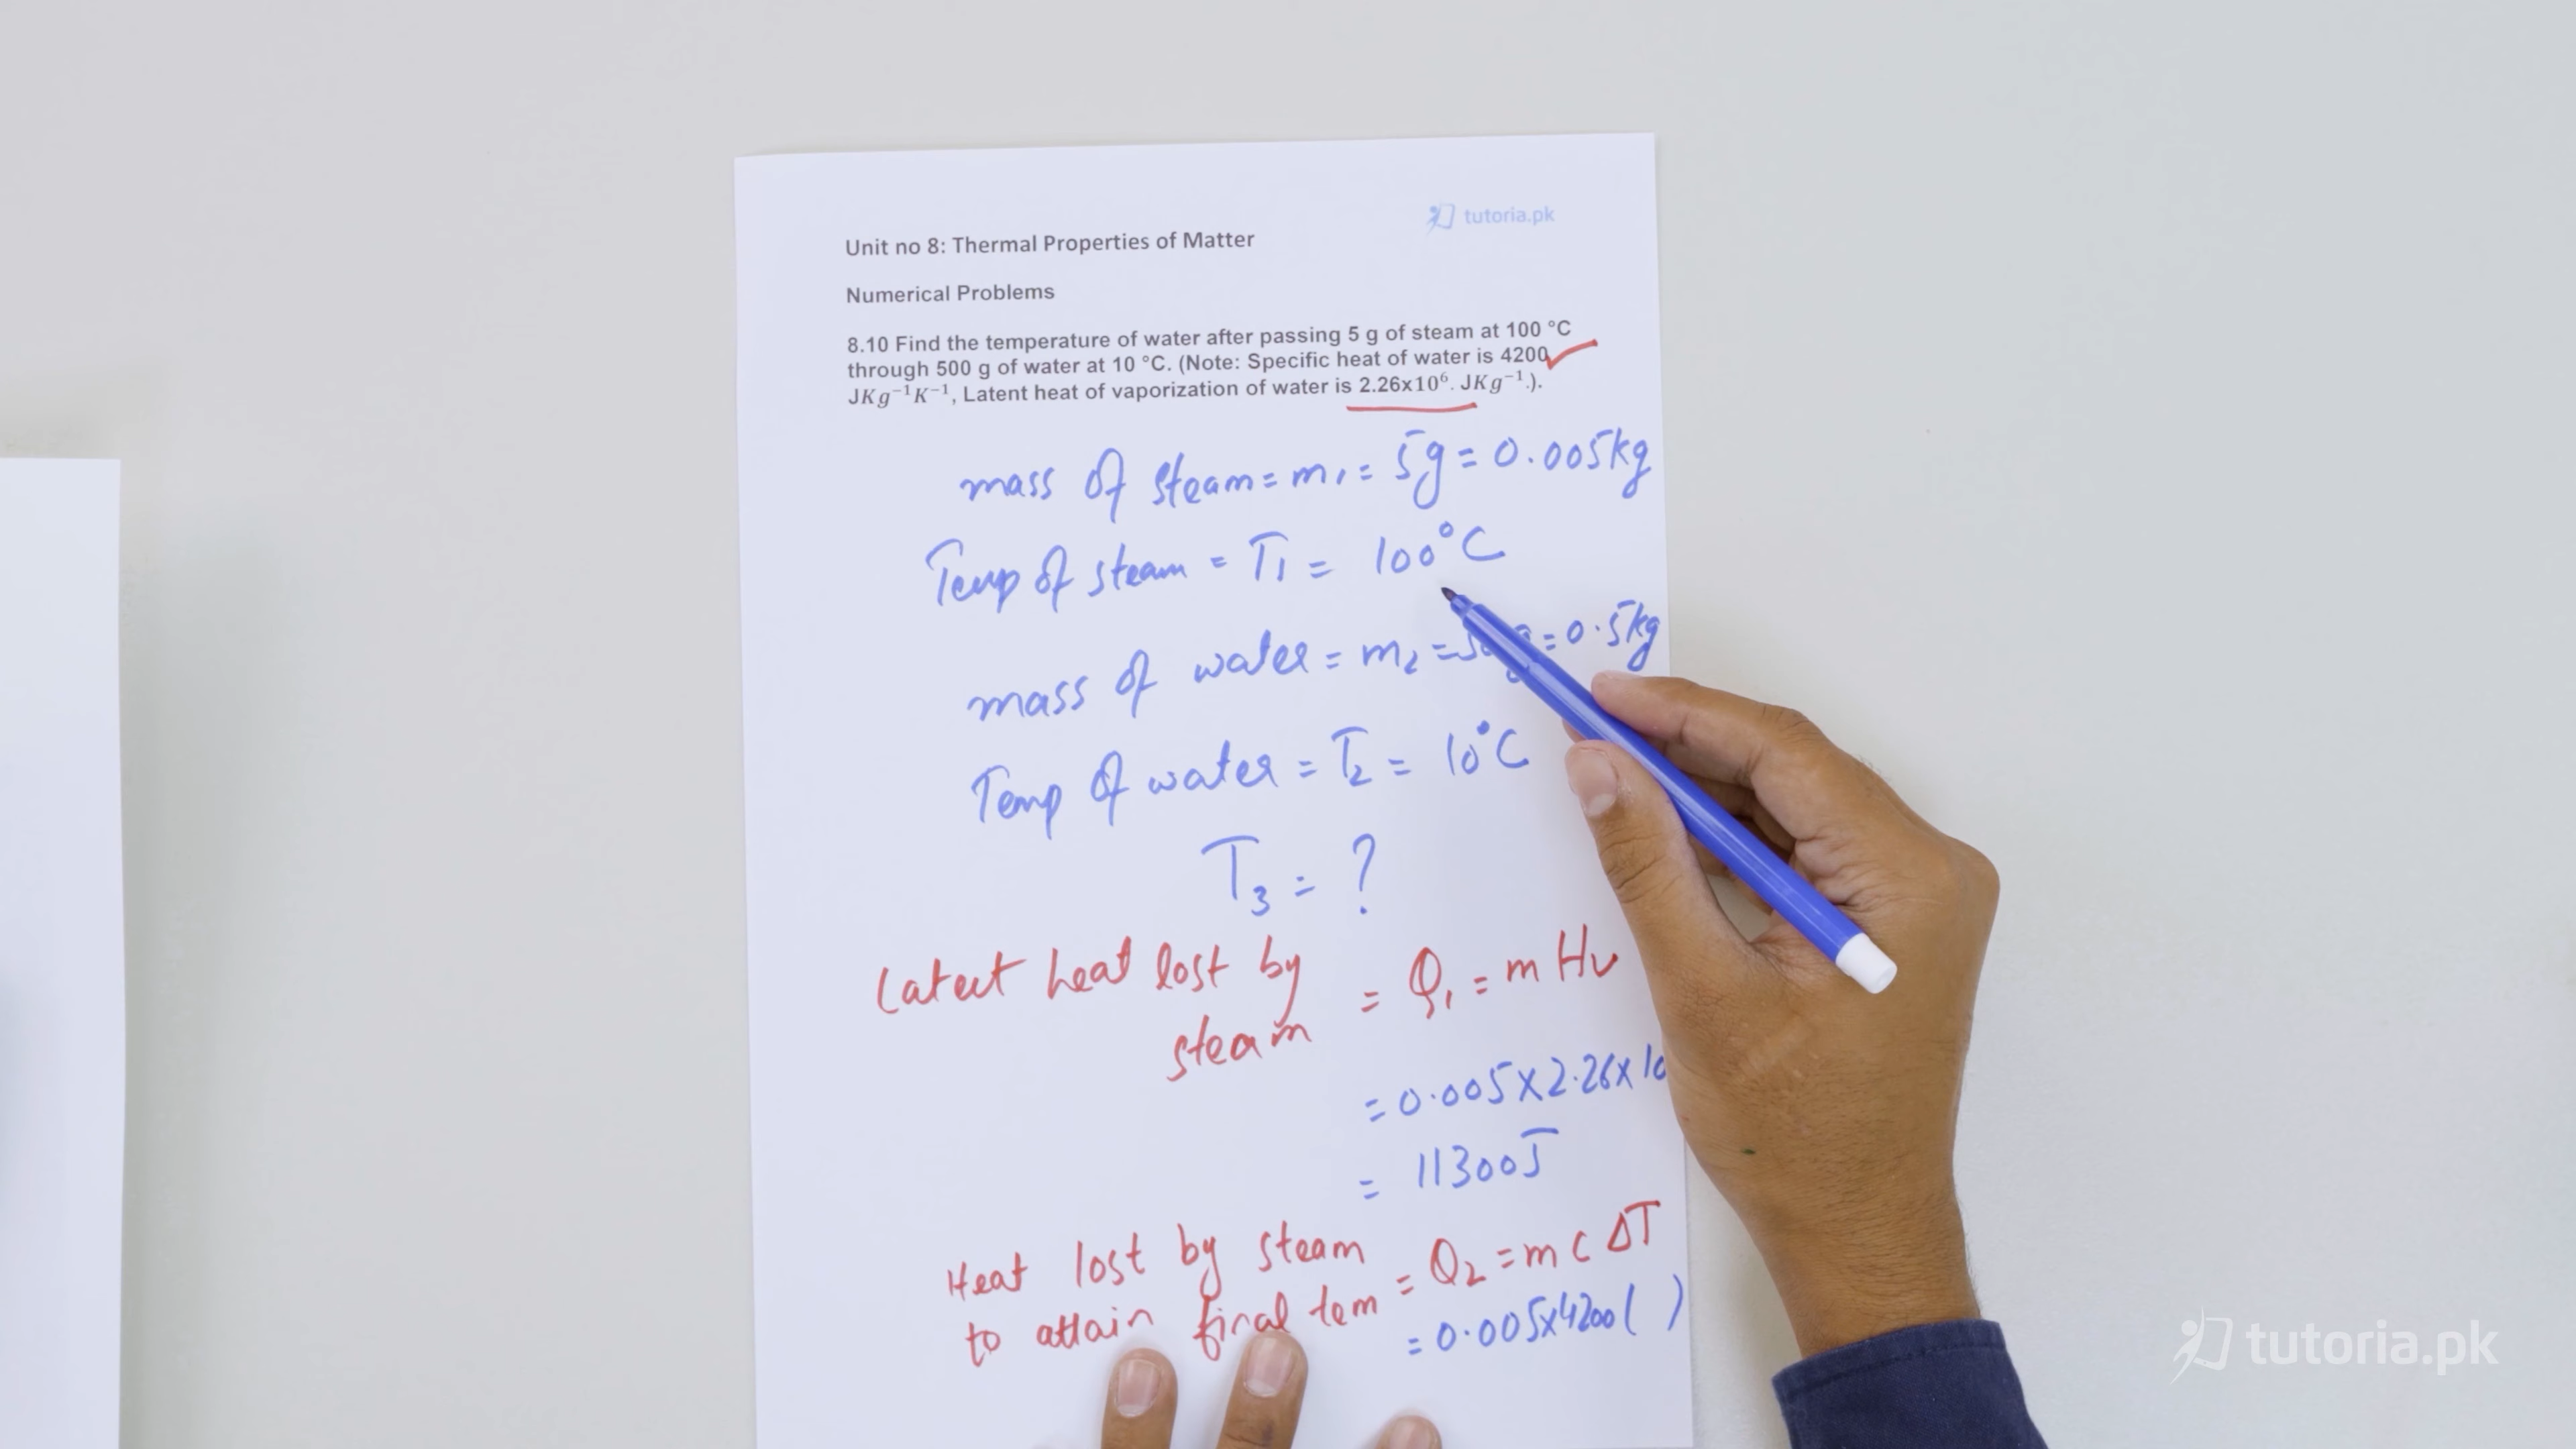 tutoria.pk
Unit no 8: Thermal Properties of Matter
Numerical Problems
8.10 Find the temperature of water after passing 5 g of steam at 100 °C
through 500 g of water at 10 °C. (Note: Specific heat of water is 4200
JKg⁻¹K⁻¹, Latent heat of vaporization of water is 2.26x10⁶. JKg⁻¹.).
mass of steam = m₁ = 5g = 0.005kg
Temp of steam = T₁ = 100°C
mass of water = m₂ = = 0.5kg
Temp of water = T₂ = 10°C
T₃ = ?
Latent heat lost by
steam = Q₁ = m Hv
= 0.005 x 2.26 x 10
= 11300J
Heat lost by steam
to attain final tem = Q₂ = m c ΔT
= 0.005x4200( )
tutoria.pk